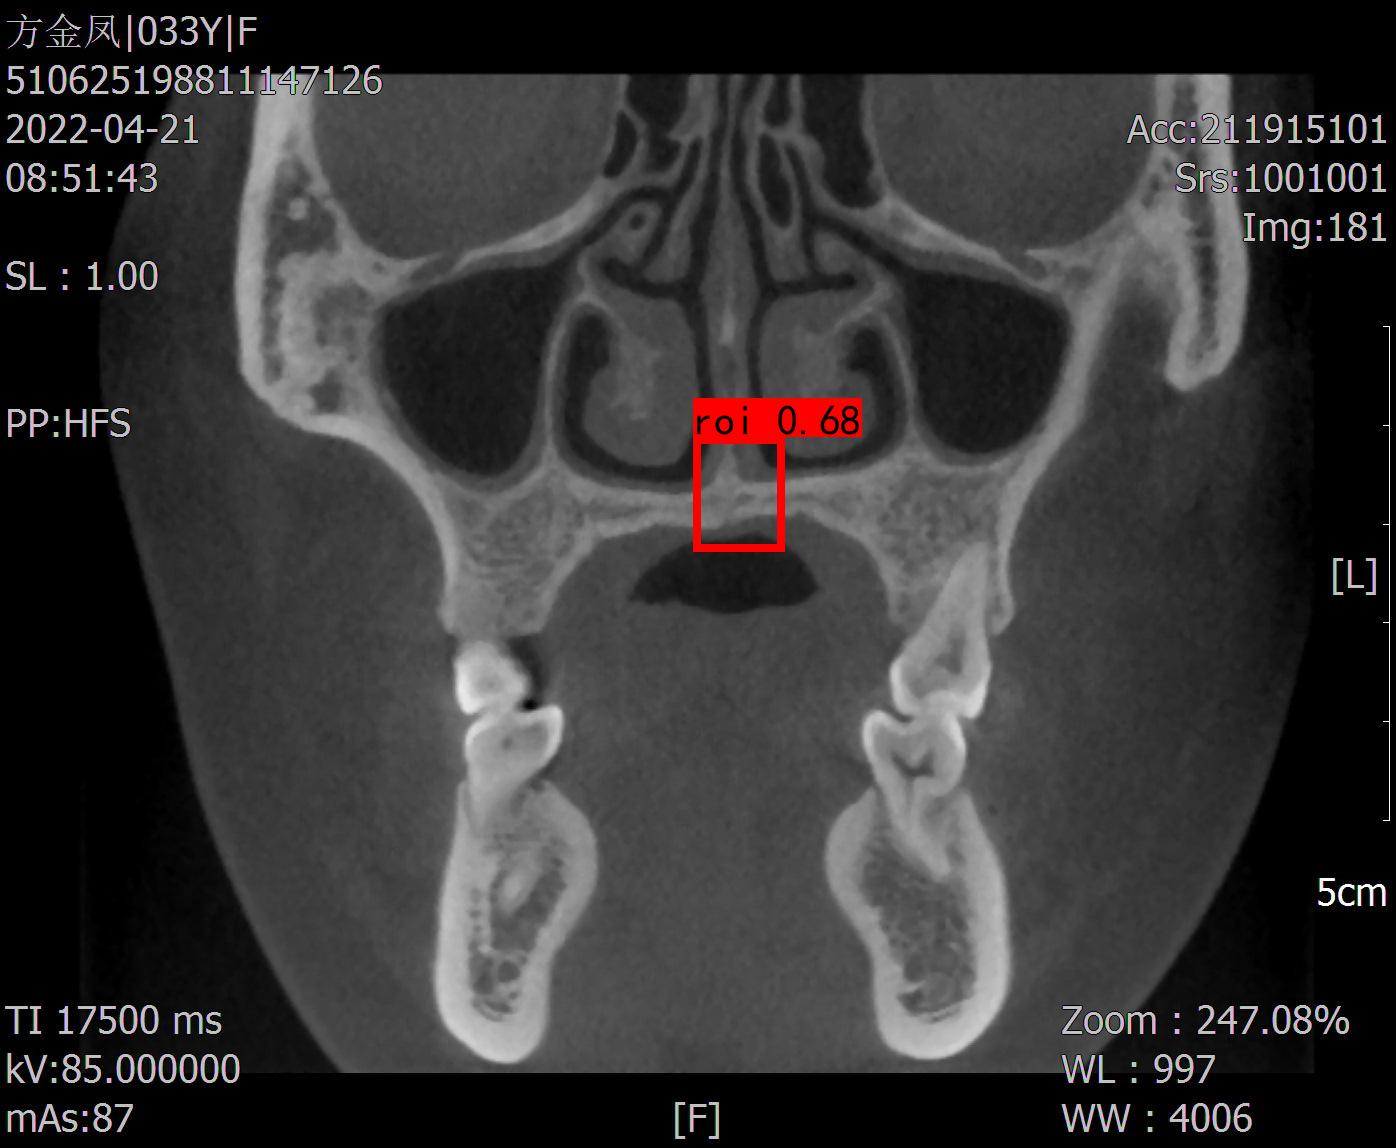 方金凤|033Y|F
510625198811147126
2022-04-21
08:51:43
Acc:211915101
Srs:1001001
Img:181
SL : 1.00
PP:HFS
roi 0.68
[L]
5cm
TI 17500 ms
kV:85.000000
mAs:87
[F]
Zoom : 247.08%
WL : 997
WW : 4006